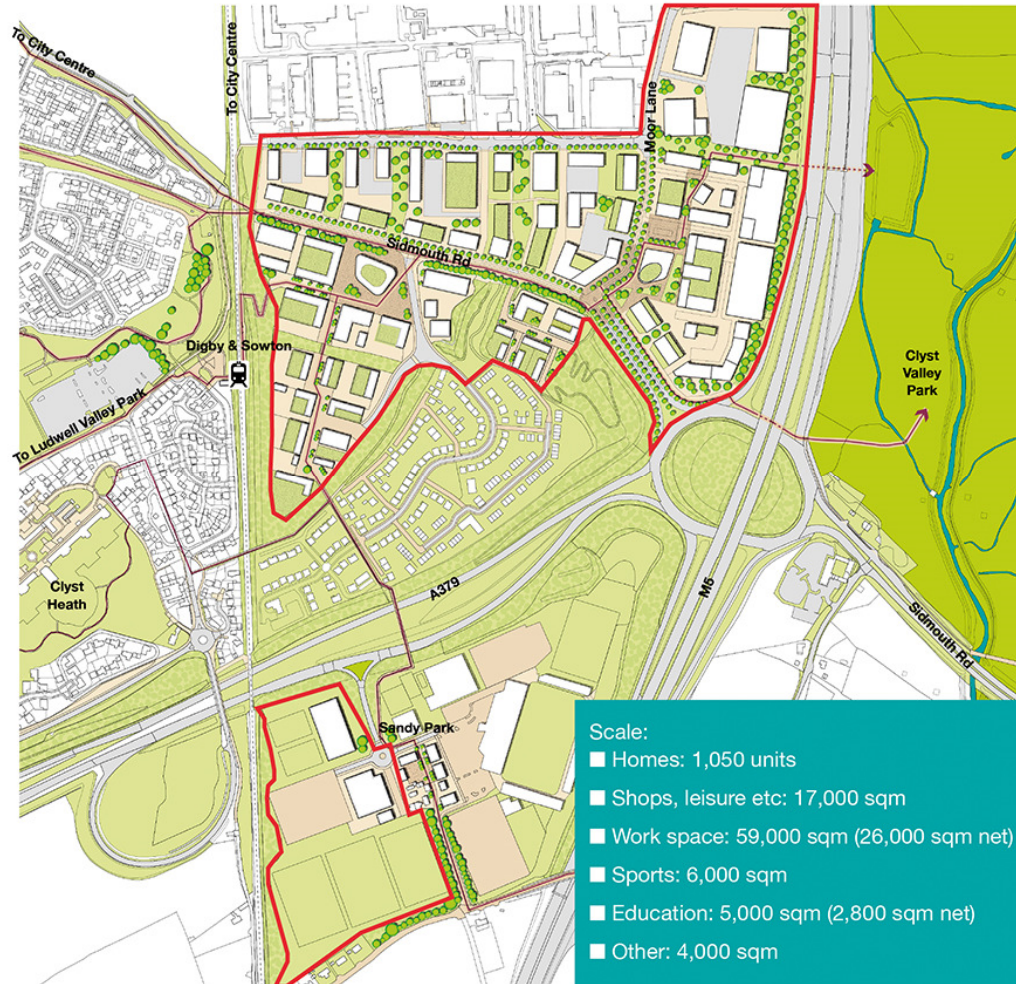 To City Centre
To City Centre
Moor Lane
Sidmouth Rd
Digby & Sowton
To Ludwell Valley Park
Clyst
Valley
Park
Clyst
Heath
A379
M5
Sidmouth Rd
Sandy Park
Scale:
Homes: 1,050 units
Shops, leisure etc: 17,000 sqm
Work space: 59,000 sqm (26,000 sqm net)
Sports: 6,000 sqm
Education: 5,000 sqm (2,800 sqm net)
Other: 4,000 sqm